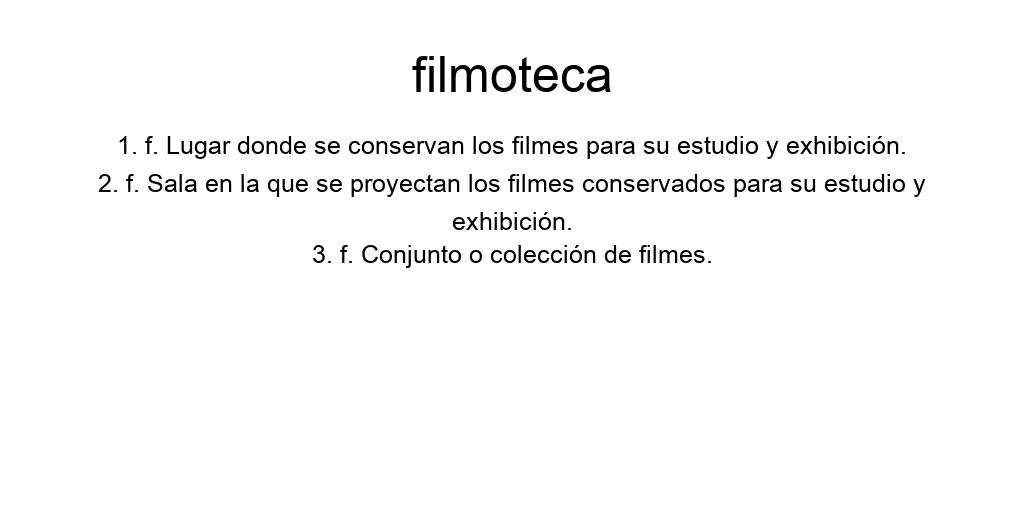 filmoteca
1. f. Lugar donde se conservan los filmes para su estudio y exhibición.
2. f. Sala en la que se proyectan los filmes conservados para su estudio y
exhibición.
3. f. Conjunto o colección de filmes.